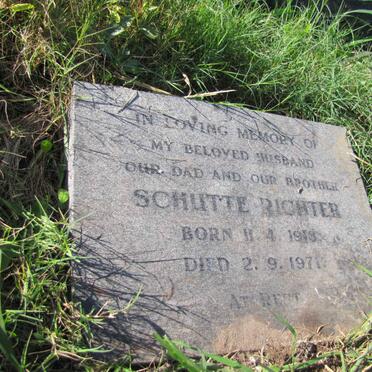 IN LOVING MEMORY OF
MY BELOVED HUSBAND
OUR DAD AND OUR BROTHER
SCHUTTE RICHTER
BORN 11. 4. 1918
DIED 2. 9. 1971
AT REST